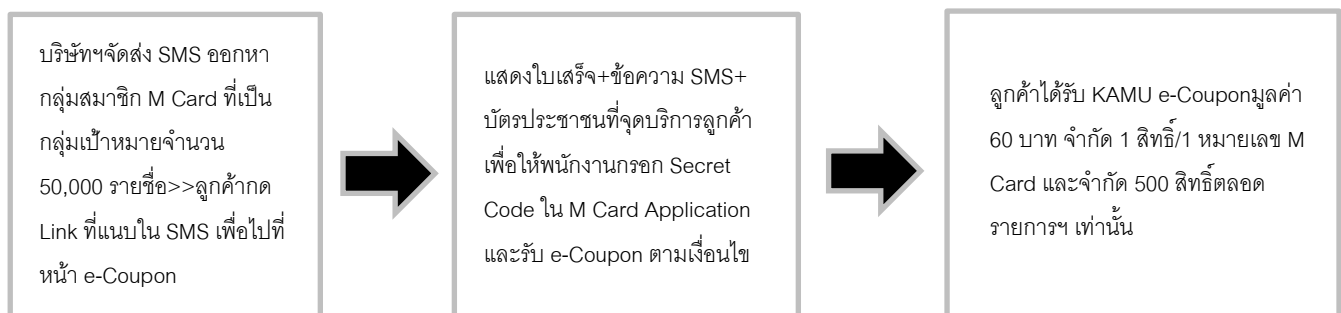 บริษัทฯจัดส่ง SMS ออกหา
กลุ่มสมาชิก M Card ที่เป็น
กลุ่มเป้าหมายจำนวน
50,000 รายชื่อ>>ลูกค้ากด
Link ที่แนบใน SMS เพื่อไปที่
หน้า e-Coupon
แสดงใบเสร็จ+ข้อความ SMS+
บัตรประชาชนที่จุดบริการลูกค้า
เพื่อให้พนักงานกรอก Secret
Code ใน M Card Application
และรับ e-Coupon ตามเงื่อนไข
ลูกค้าได้รับ KAMU e-Couponมูลค่า
60 บาท จำกัด 1 สิทธิ์/1 หมายเลข M
Card และจำกัด 500 สิทธิ์ตลอด
รายการฯ เท่านั้น